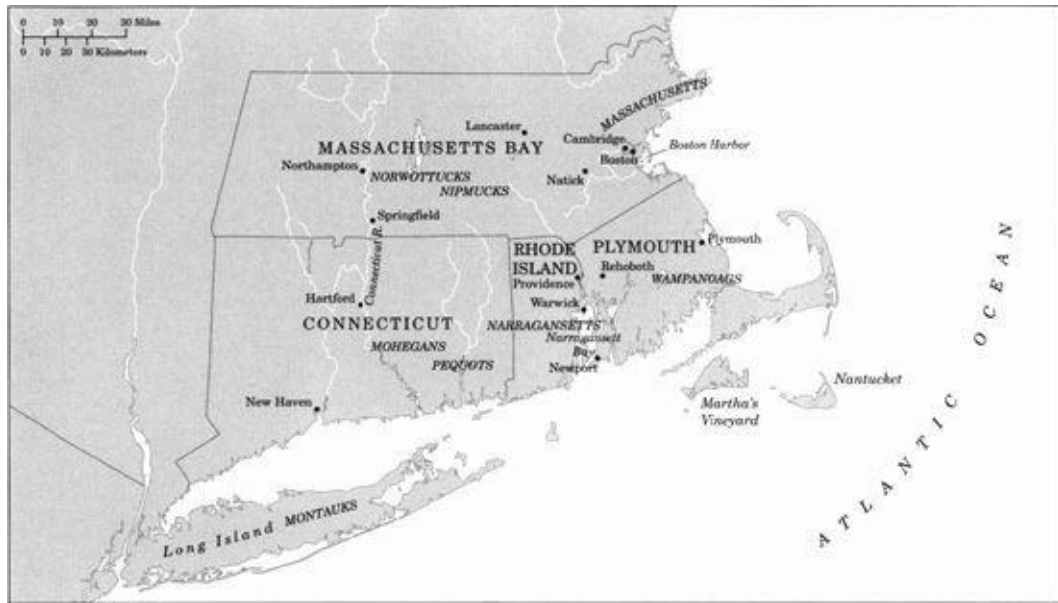 0 10 20 30 Miles
0 10 20 30 Kilometers
MASSACHUSETTS
Lancaster
Cambridge
MASSACHUSETTS BAY
Boston Harbor
Boston
Northampton
NORWOTTUCKS
Natick
NIPMUCKS
Springfield
Connecticut R.
RHODE
ISLAND
PLYMOUTH
Plymouth
Rehoboth
Providence
WAMPANOAGS
Hartford
Warwick
CONNECTICUT
NARRAGANSETTS
Narragansett
Bay
MOHEGANS
PEQUOTS
Newport
New Haven
Nantucket
Martha's
Vineyard
ATLANTIC OCEAN
Long Island
MONTAUKS